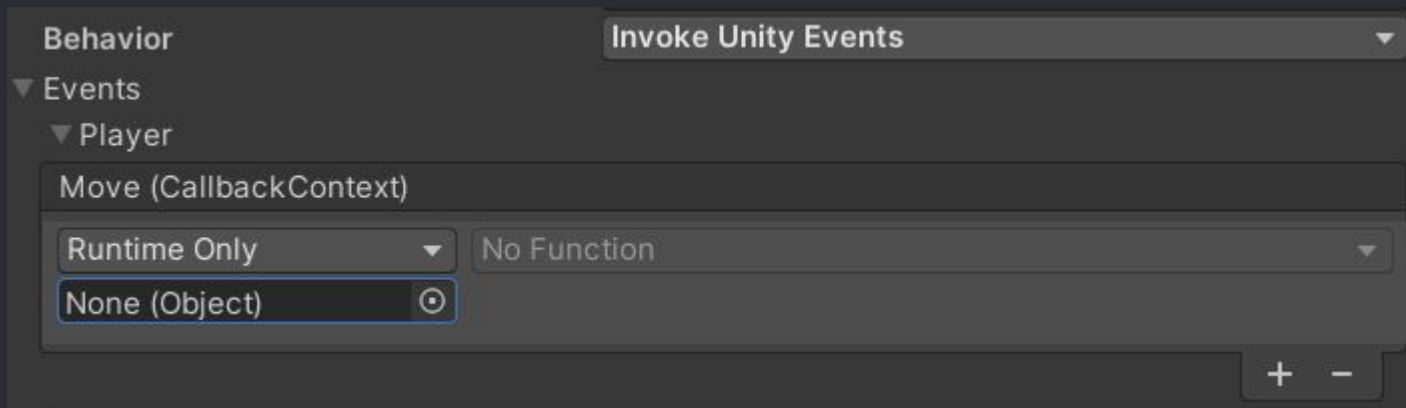 Behavior Invoke Unity Events
Events
Player
Move (CallbackContext)
Runtime Only No Function
None (Object)
+ −